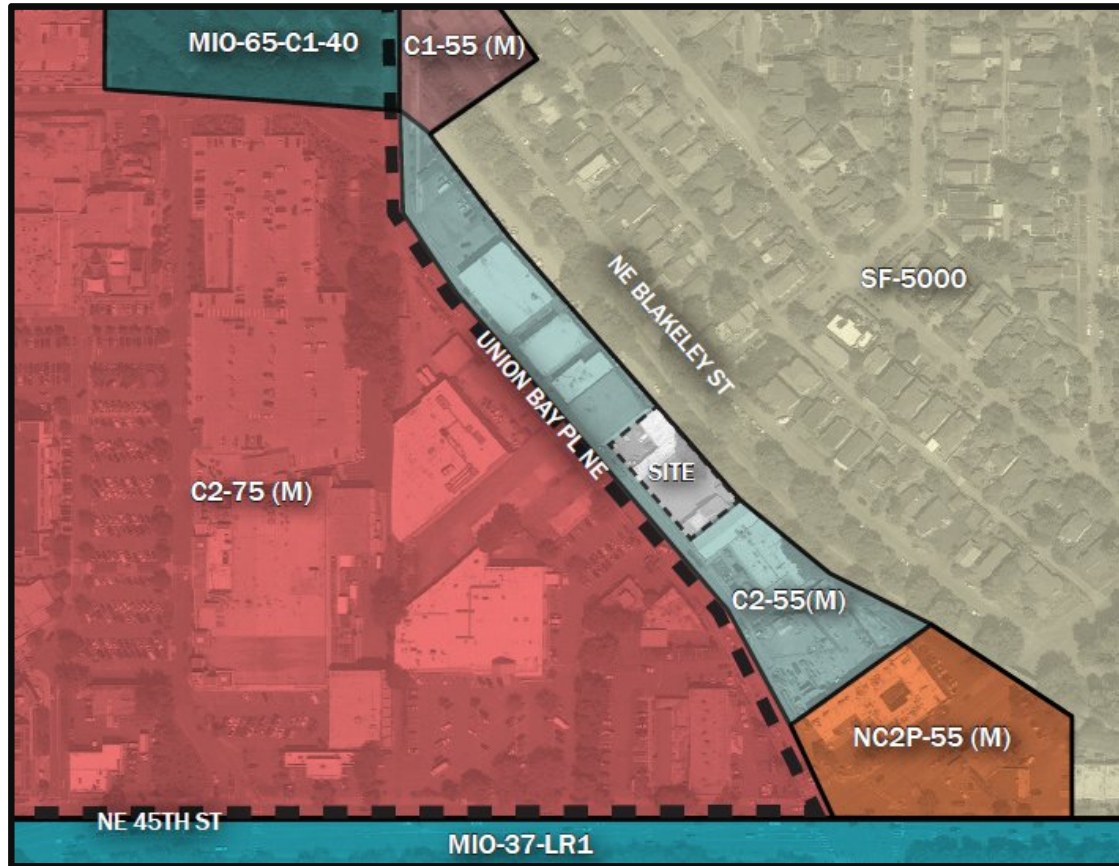 MIO-65-C1-40
C1-55 (M)
NE BLAKELEY ST
SF-5000
UNION BAY PL NE
SITE
C2-75 (M)
C2-55(M)
NC2P-55 (M)
NE 45TH ST
MIO-37-LR1